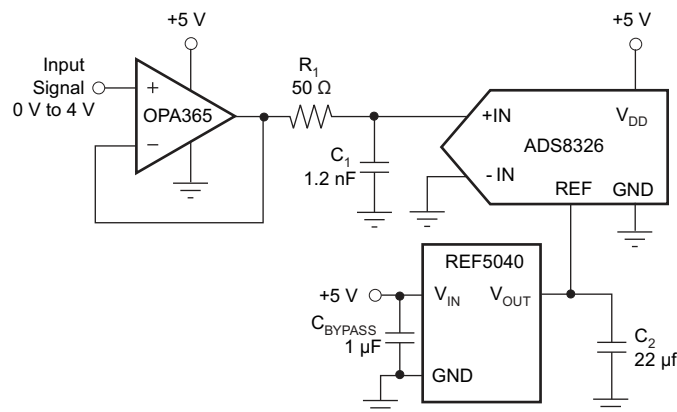 +5 V
+5 V
Input
Signal
0 V to 4 V
+
OPA365
−
R1
50 Ω
C1
1.2 nF
+IN
VDD
ADS8326
- IN
REF
GND
REF5040
+5 V
VIN
VOUT
CBYPASS
1 µF
GND
C2
22 µf